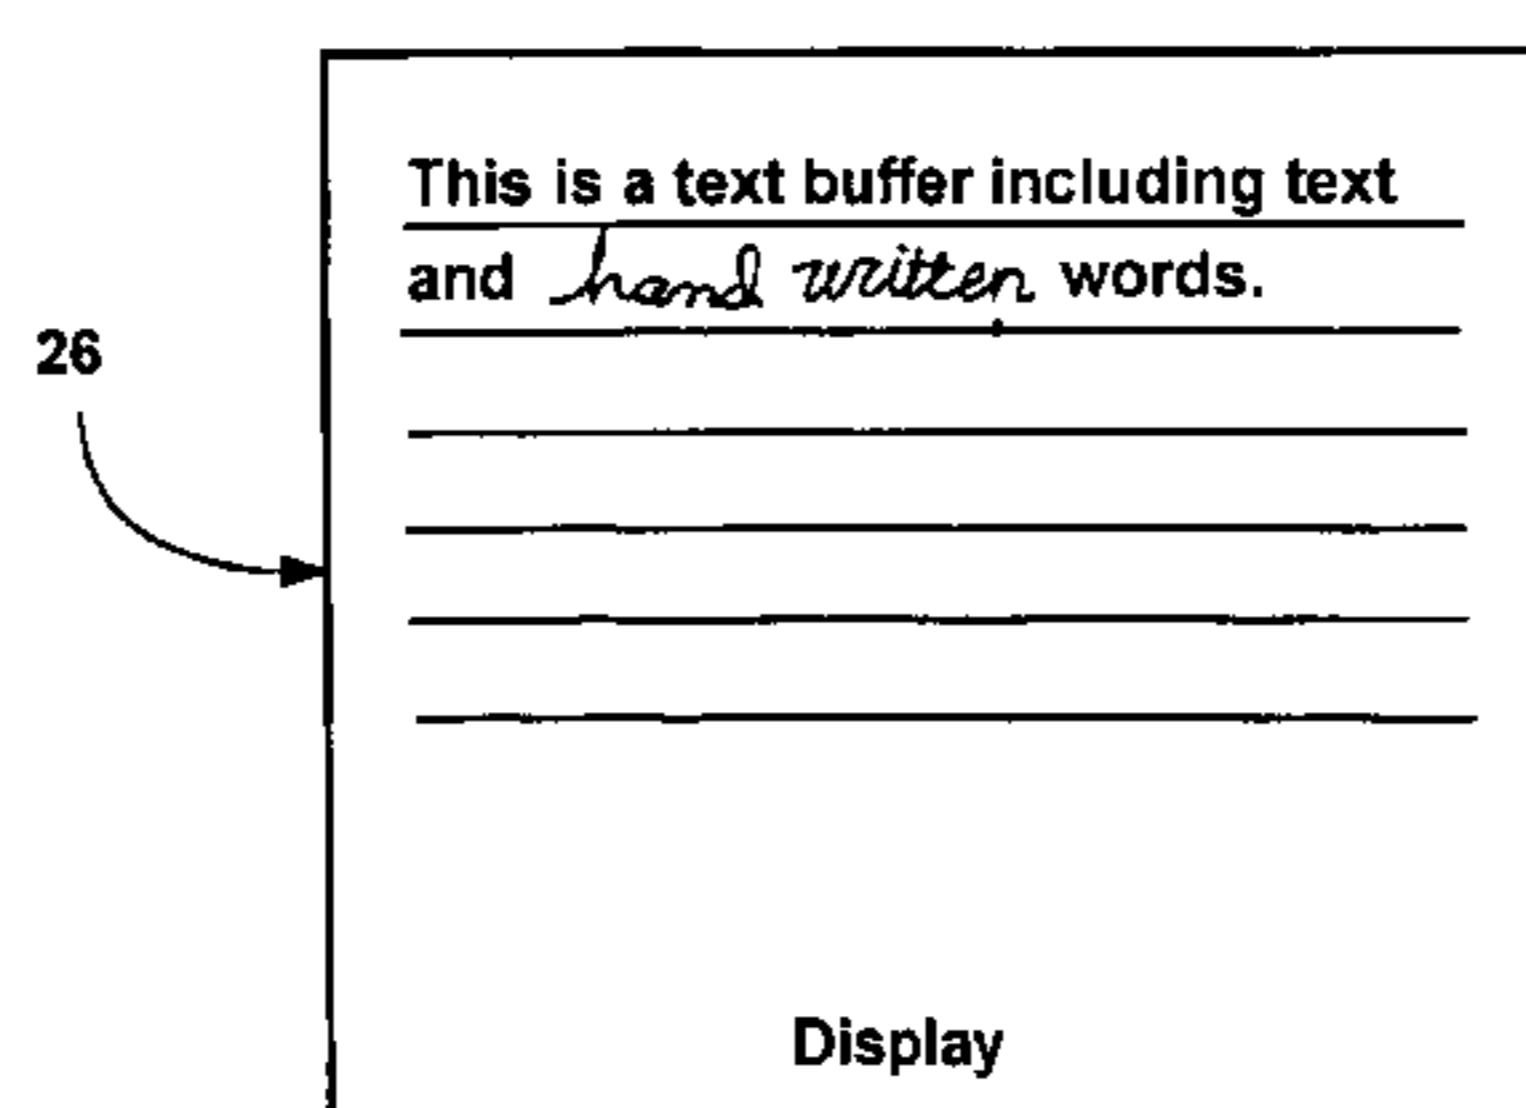 This is a text buffer including text
and hand written words.
26
Display